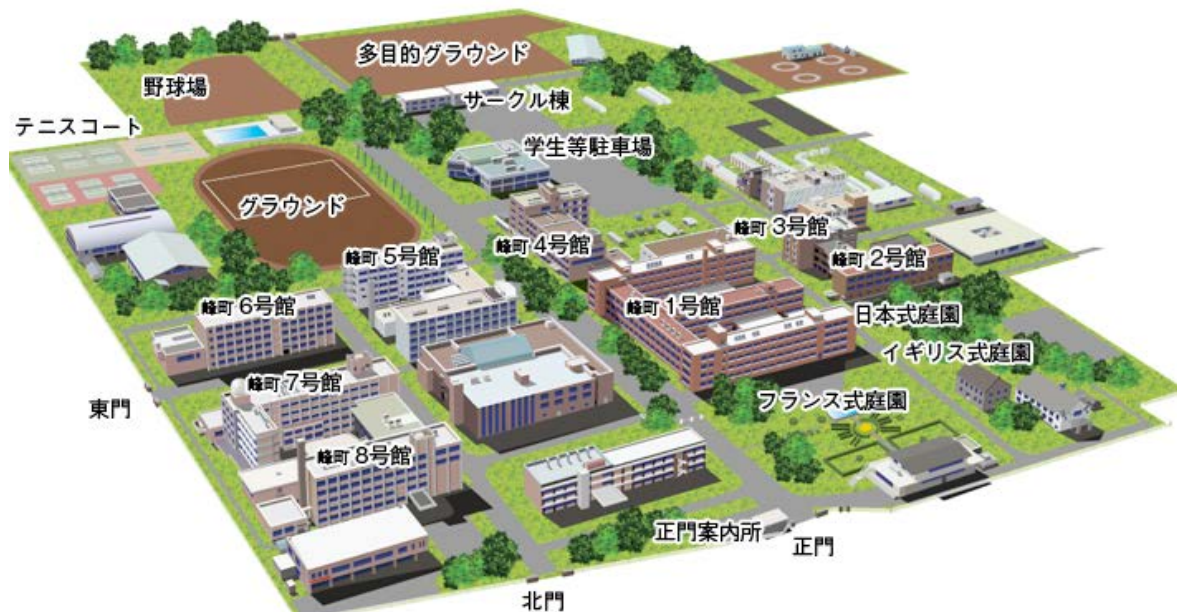 多目的グラウンド
野球場
サークル棟
テニスコート
学生等駐車場
グラウンド
峰町3号館
峰町4号館
峰町5号館
峰町2号館
峰町6号館
峰町1号館
日本式庭園
イギリス式庭園
峰町7号館
フランス式庭園
東門
峰町8号館
正門案内所
正門
北門